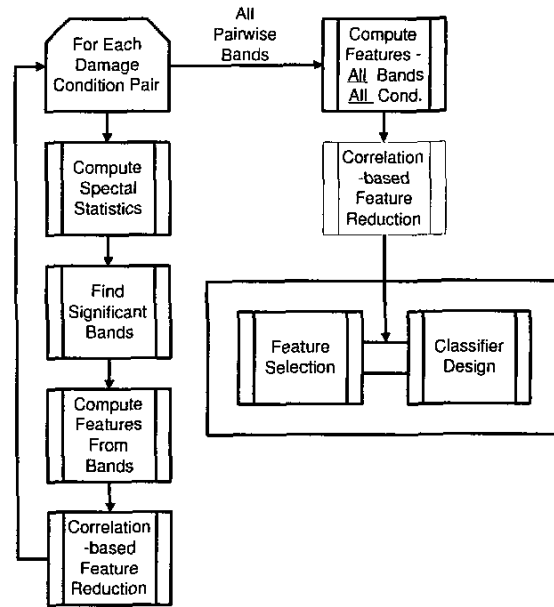 For Each
Damage
Condition Pair
All
Pairwise
Bands
Compute
Features -
All Bands
All Cond.
Correlation
-based
Feature
Reduction
Compute
Spectal
Statistics
Find
Significant
Bands
Compute
Features
From
Bands
Correlation
-based
Feature
Reduction
Feature
Selection
Classifier
Design